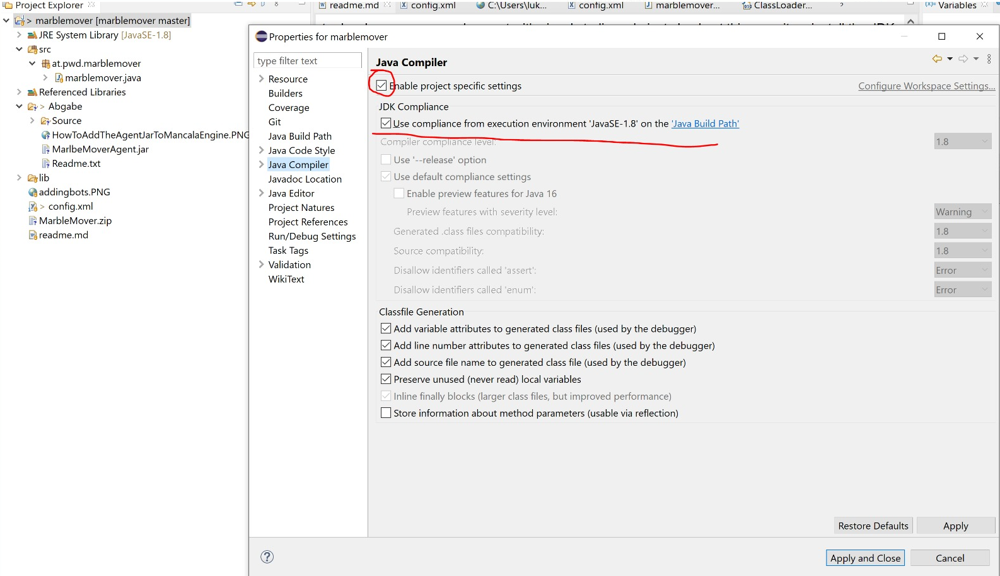 Project Explorer
readme.md
config.xml
C:\Users\luk...
config.xml
marblemover...
ClassLoader...
(x)= Variables
> marblemover [marblemover master]
JRE System Library [JavaSE-1.8]
src
at.pwd.marblemover
marblemover.java
Referenced Libraries
> Abgabe
Source
HowToAddTheAgentJarToMancalaEngine.PNG
MarlbeMoverAgent.jar
Readme.txt
lib
addingbots.PNG
> config.xml
MarbleMover.zip
readme.md
Properties for marblemover
type filter text
Resource
Builders
Coverage
Git
Java Build Path
Java Code Style
Java Compiler
Javadoc Location
Java Editor
Project Natures
Project References
Run/Debug Settings
Task Tags
Validation
WikiText
Java Compiler
Enable project specific settings
Configure Workspace Settings...
JDK Compliance
Use compliance from execution environment 'JavaSE-1.8' on the 'Java Build Path'
Compiler compliance level: 1.8
Use '--release' option
Use default compliance settings
Enable preview features for Java 16
Preview features with severity level: Warning
Generated .class files compatibility: 1.8
Source compatibility: 1.8
Disallow identifiers called 'assert': Error
Disallow identifiers called 'enum': Error
Classfile Generation
Add variable attributes to generated class files (used by the debugger)
Add line number attributes to generated class files (used by the debugger)
Add source file name to generated class file (used by the debugger)
Preserve unused (never read) local variables
Inline finally blocks (larger class files, but improved performance)
Store information about method parameters (usable via reflection)
Restore Defaults
Apply
?
Apply and Close
Cancel